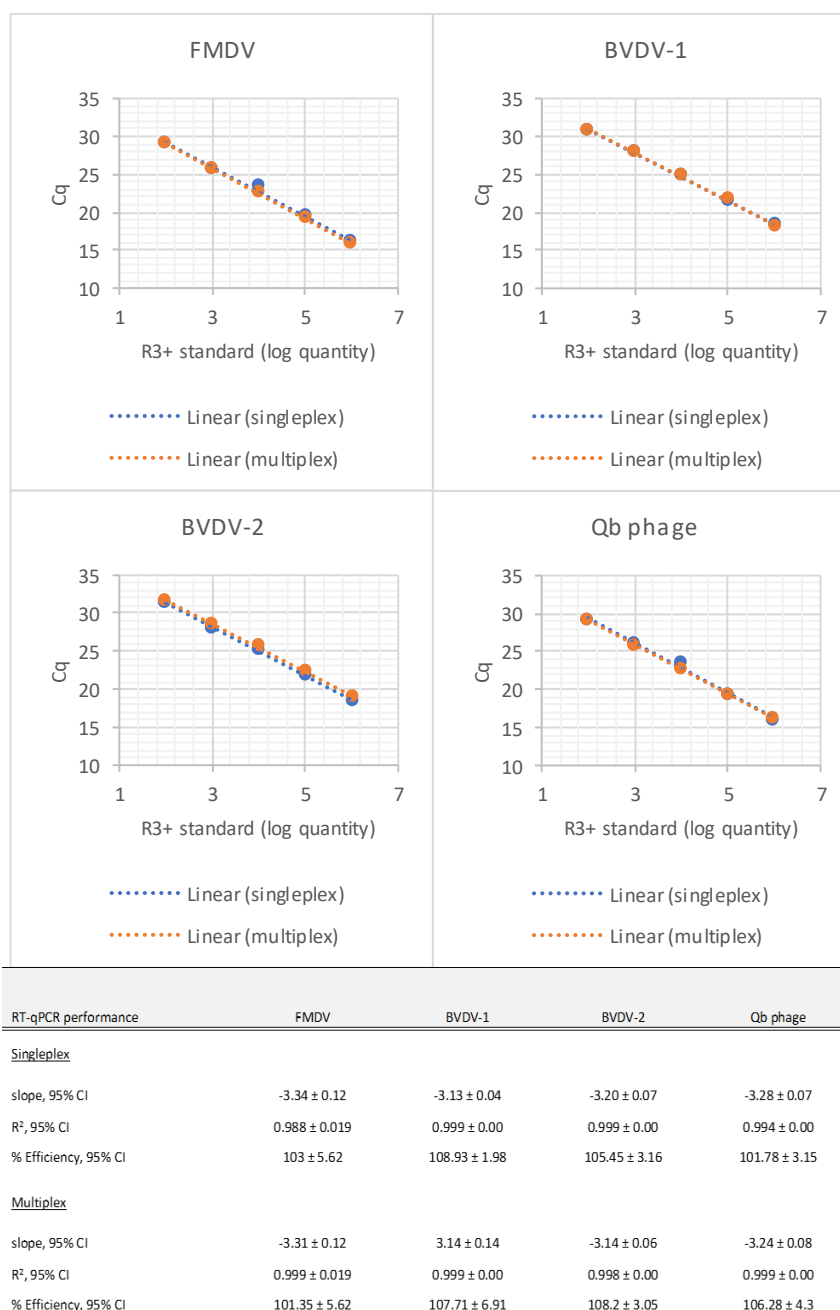 FMDV
35
30
25
20
15
10
Cq
1 3 5 7
R3+ standard (log quantity)
Linear (singleplex)
Linear (multiplex)
BVDV-1
35
30
25
20
15
10
Cq
1 3 5 7
R3+ standard (log quantity)
Linear (singleplex)
Linear (multiplex)
BVDV-2
35
30
25
20
15
10
Cq
1 3 5 7
R3+ standard (log quantity)
Linear (singleplex)
Linear (multiplex)
Qb phage
35
30
25
20
15
10
Cq
1 3 5 7
R3+ standard (log quantity)
Linear (singleplex)
Linear (multiplex)
RT-qPCR performance FMDV BVDV-1 BVDV-2 Qb phage
Singleplex
slope, 95% CI -3.34 ± 0.12 -3.13 ± 0.04 -3.20 ± 0.07 -3.28 ± 0.07
R², 95% CI 0.988 ± 0.019 0.999 ± 0.00 0.999 ± 0.00 0.994 ± 0.00
% Efficiency, 95% CI 103 ± 5.62 108.93 ± 1.98 105.45 ± 3.16 101.78 ± 3.15
Multiplex
slope, 95% CI -3.31 ± 0.12 3.14 ± 0.14 -3.14 ± 0.06 -3.24 ± 0.08
R², 95% CI 0.999 ± 0.019 0.999 ± 0.00 0.998 ± 0.00 0.999 ± 0.00
% Efficiency, 95% CI 101.35 ± 5.62 107.71 ± 6.91 108.2 ± 3.05 106.28 ± 4.3